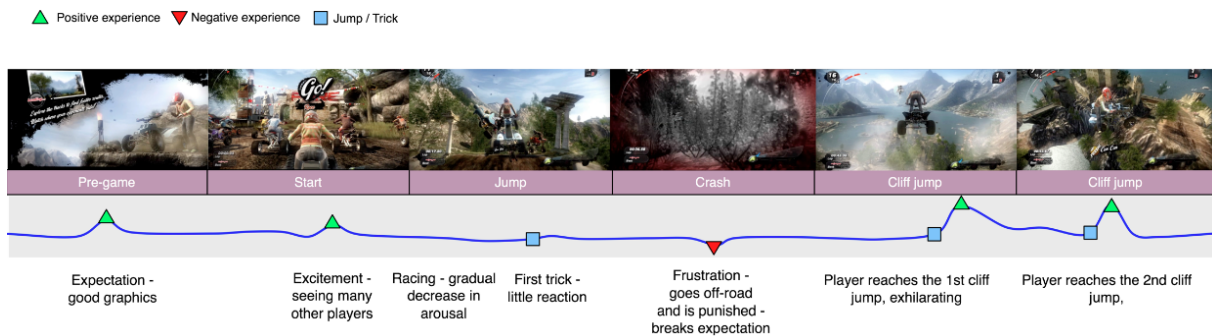 Positive experience
Negative experience
Jump / Trick
Go!
Pre-game
Start
Jump
Crash
Cliff jump
Cliff jump
Expectation -
good graphics
Excitement -
seeing many
other players
Racing - gradual
decrease in
arousal
First trick -
little reaction
Frustration -
goes off-road
and is punished -
breaks expectation
Player reaches the 1st cliff
jump, exhilarating
Player reaches the 2nd cliff
jump,